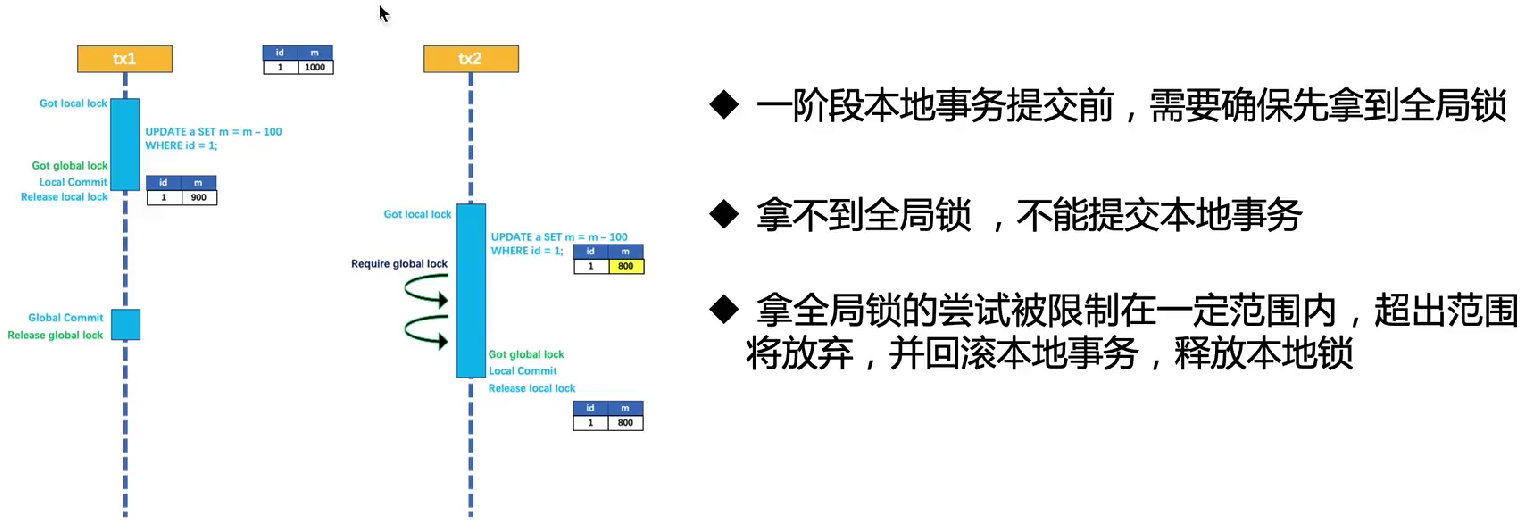 tx1
id m
1 1000
tx2
Got local lock
UPDATE a SET m = m – 100
WHERE id = 1;
Got global lock
Local Commit
Release local lock
id m
1 900
Got local lock
UPDATE a SET m = m – 100
WHERE id = 1;
id m
1 800
Require global lock
Global Commit
Release global lock
Got global lock
Local Commit
Release local lock
id m
1 800
◆ 一阶段本地事务提交前，需要确保先拿到全局锁
◆ 拿不到全局锁 ，不能提交本地事务
◆ 拿全局锁的尝试被限制在一定范围内，超出范围
将放弃，并回滚本地事务，释放本地锁